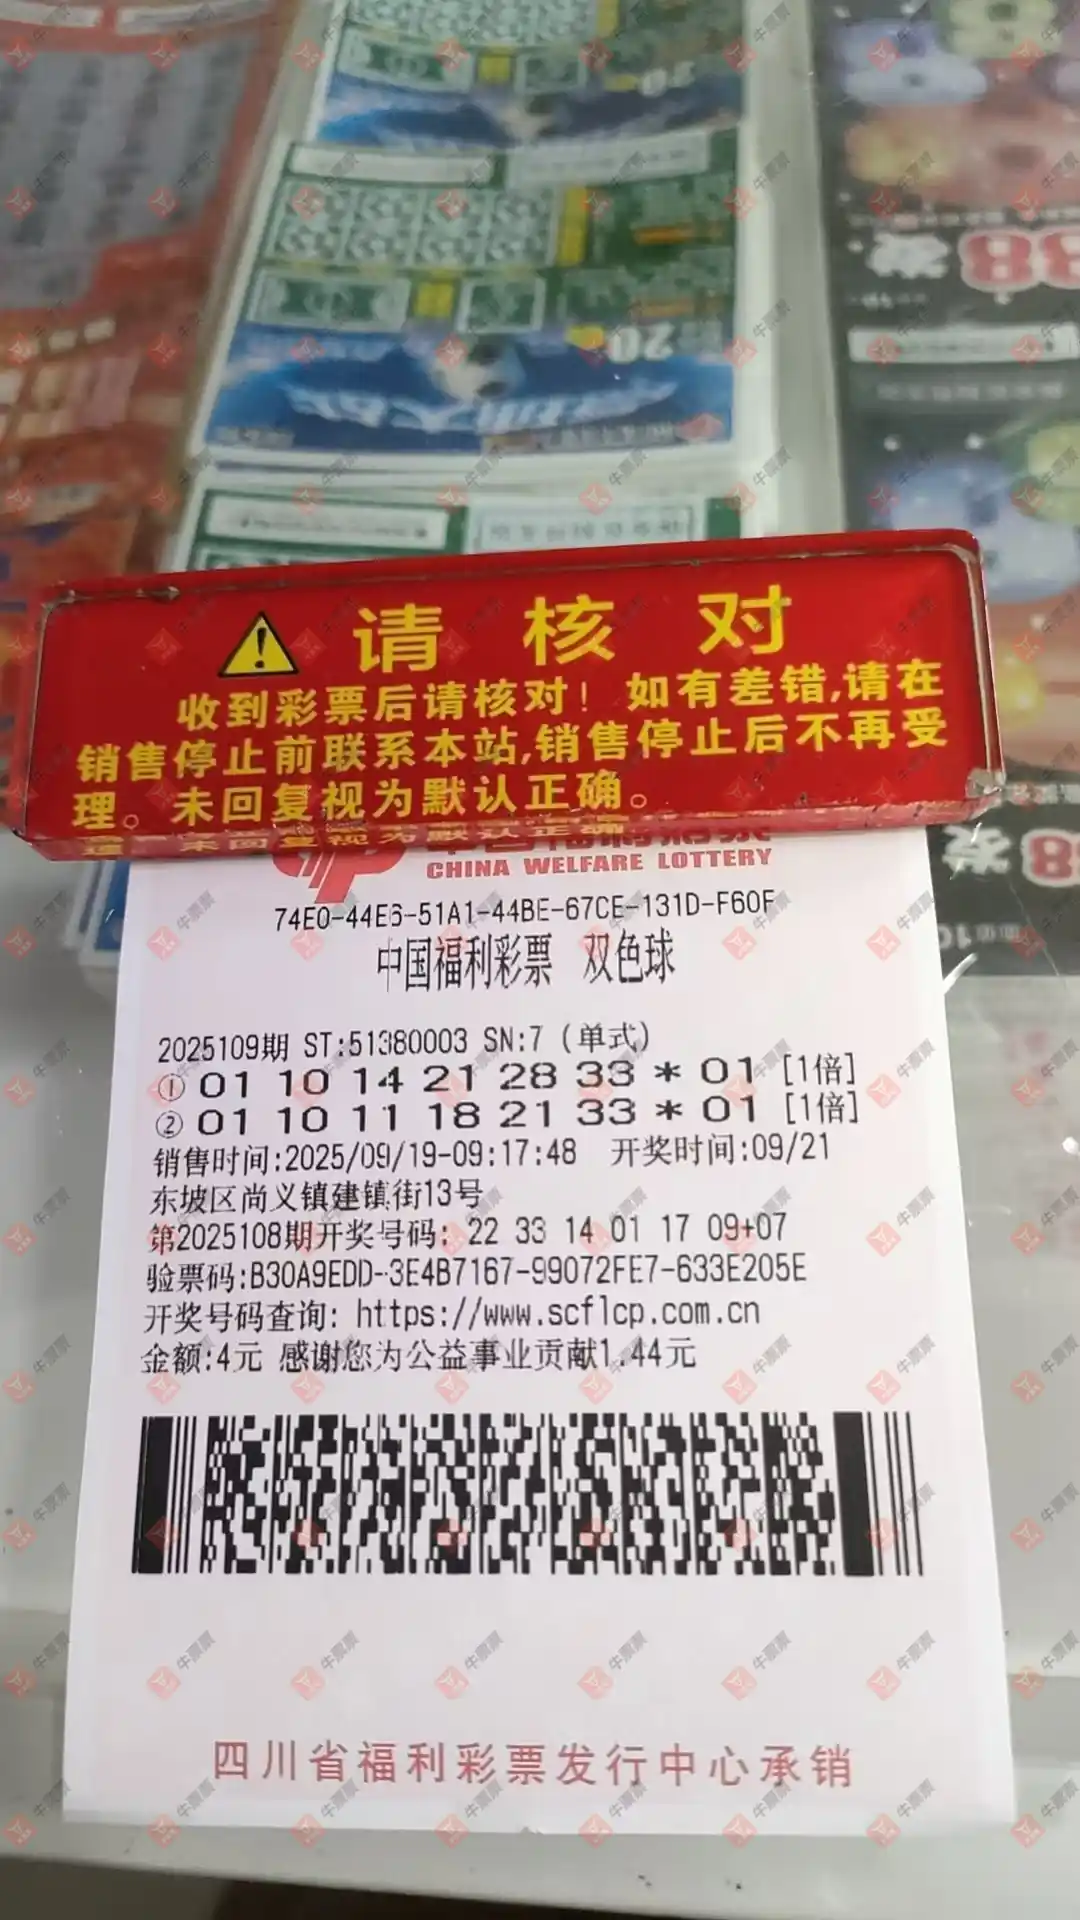 20
请核对
收到彩票后请核对！如有差错,请在
销售停止前联系本站,销售停止后不再受
理。未回复视为默认正确。
CHINA WELFARE LOTTERY
74E0-44E6-51A1-44BE-67CE-131D-F60F
中国福利彩票 双色球
2025109期 ST:51380003 SN:7 (单式)
① 01 10 14 21 28 33 * 01 [1倍]
② 01 10 11 18 21 33 * 01 [1倍]
销售时间:2025/09/19-09:17:48 开奖时间:09/21
东坡区尚义镇建镇街13号
第2025108期开奖号码: 22 33 14 01 17 09+07
验票码:B30A9EDD-3E4B7167-99072FE7-633E205E
开奖号码查询: https://www.scflcp.com.cn
金额:4元 感谢您为公益事业贡献1.44元
四川省福利彩票发行中心承销
牛票票